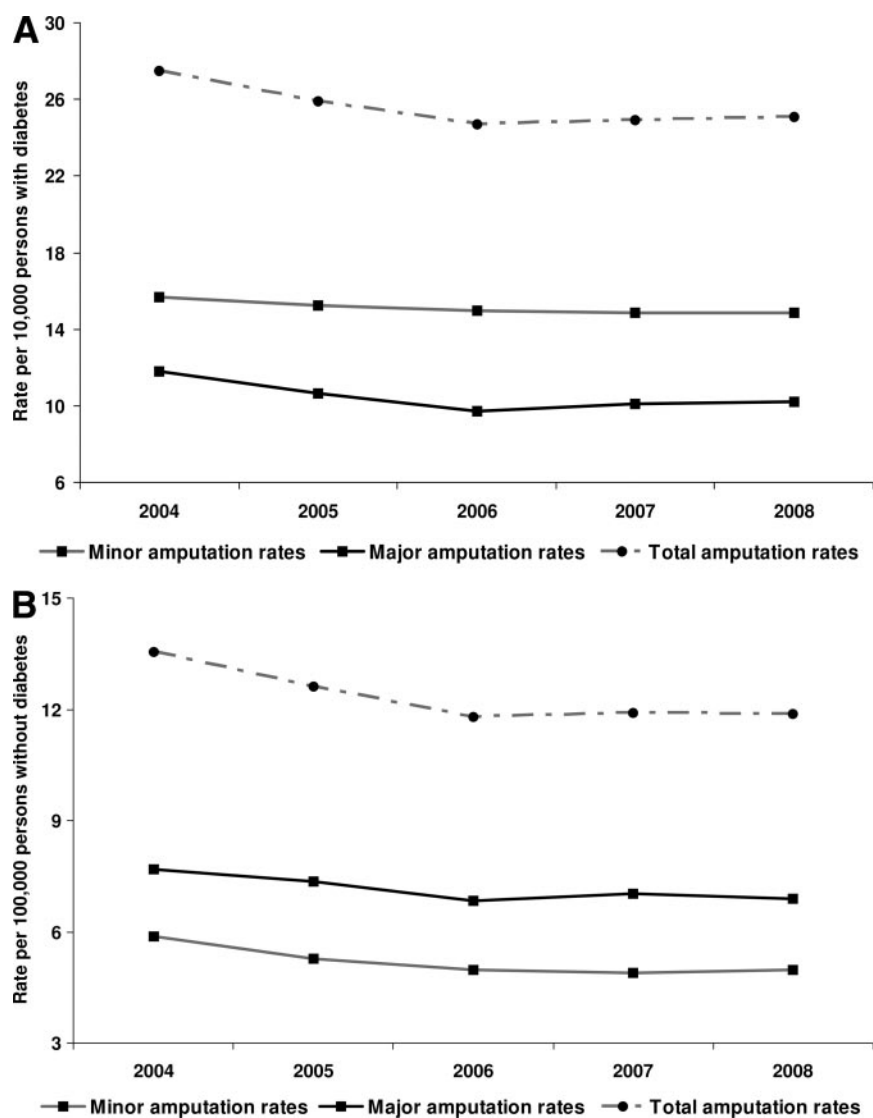 A
Rate per 10,000 persons with diabetes
30
26
22
18
14
10
6
2004 2005 2006 2007 2008
Minor amputation rates Major amputation rates Total amputation rates
B
Rate per 100,000 persons without diabetes
15
12
9
6
3
2004 2005 2006 2007 2008
Minor amputation rates Major amputation rates Total amputation rates